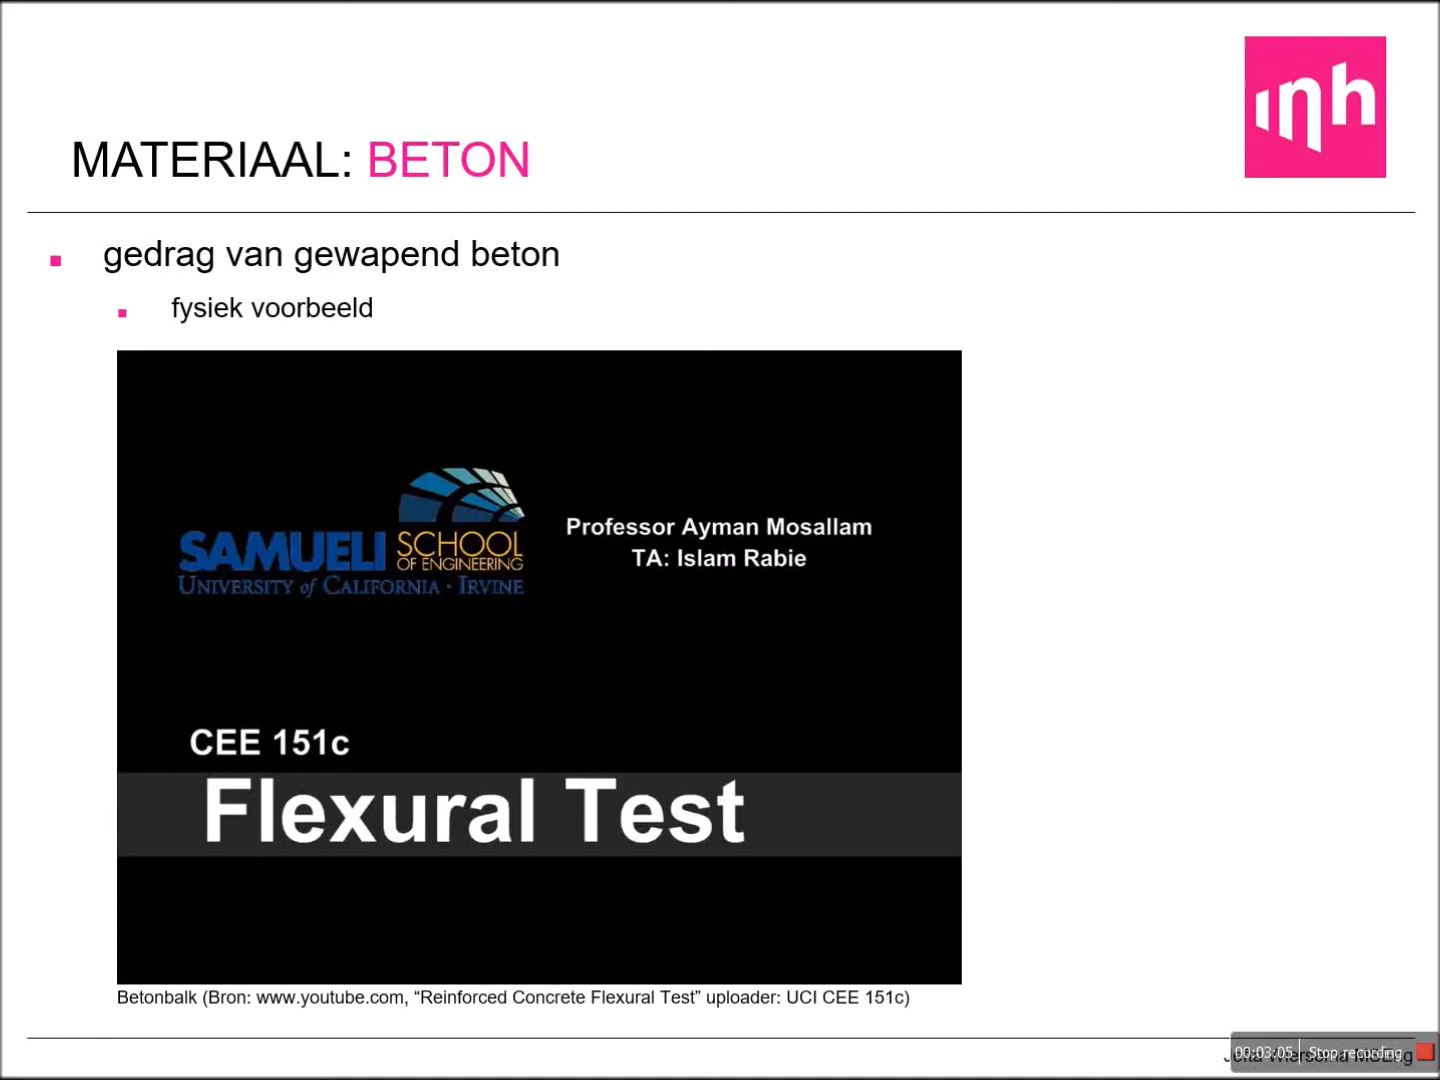 inh
MATERIAAL: BETON
gedrag van gewapend beton
fysiek voorbeeld
SAMUELI SCHOOL
OF ENGINEERING
UNIVERSITY of CALIFORNIA · IRVINE
Professor Ayman Mosallam
TA: Islam Rabie
CEE 151c
Flexural Test
Betonbalk (Bron: www.youtube.com, “Reinforced Concrete Flexural Test” uploader: UCI CEE 151c)
00:03:05 Stop recording